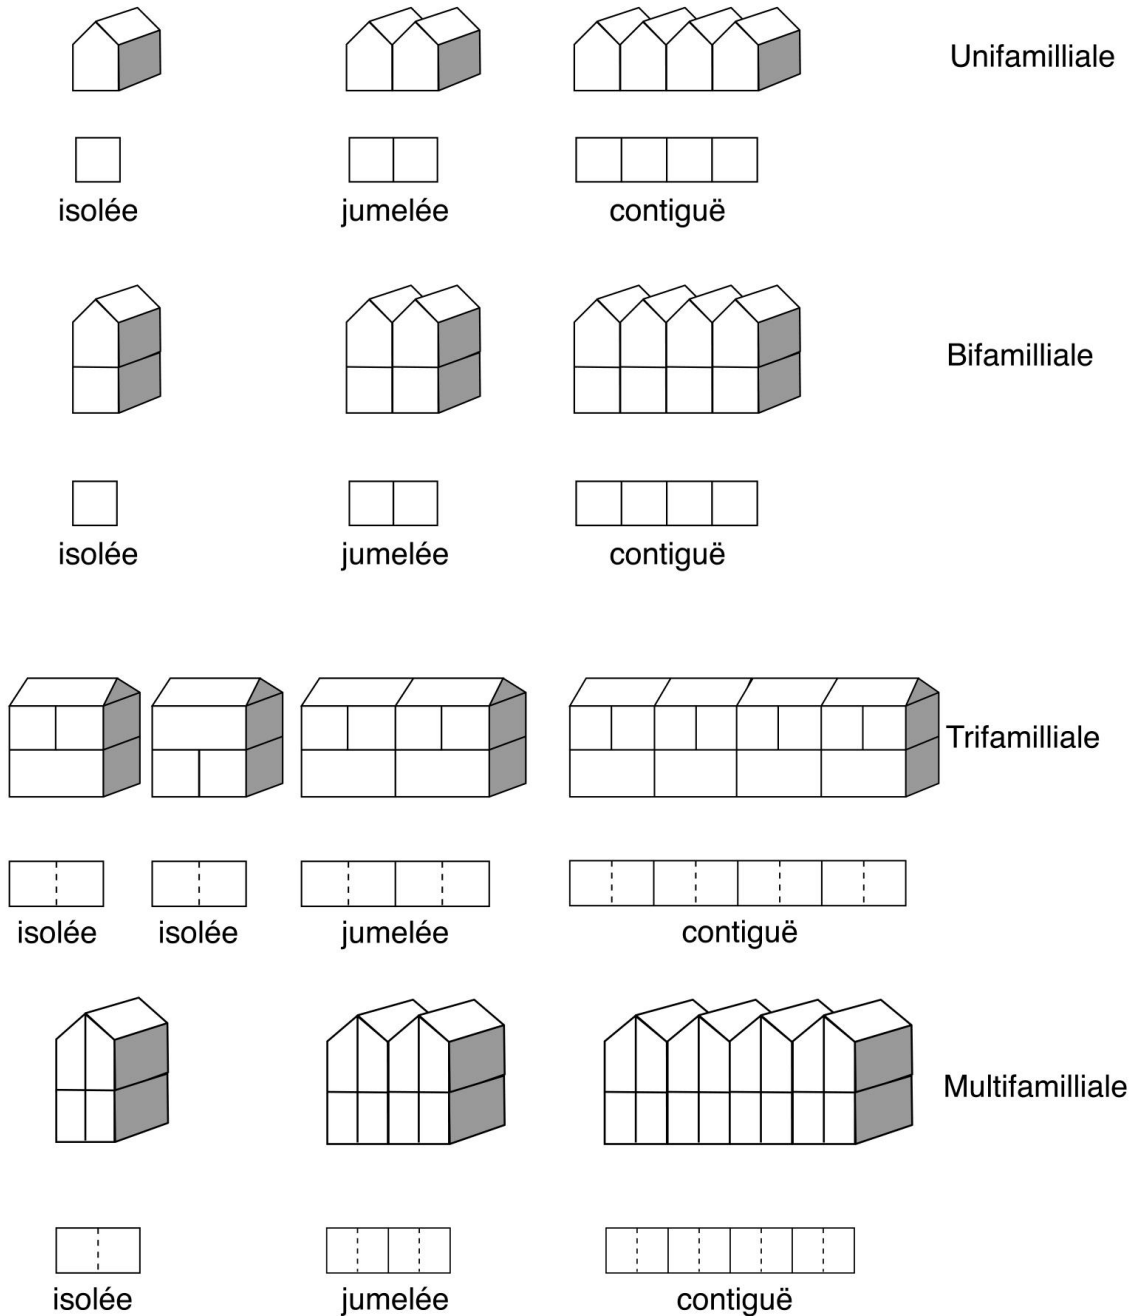 Unifamilliale
isolée jumelée contiguë
Bifamilliale
isolée jumelée contiguë
Trifamilliale
isolée isolée jumelée contiguë
Multifamilliale
isolée jumelée contiguë